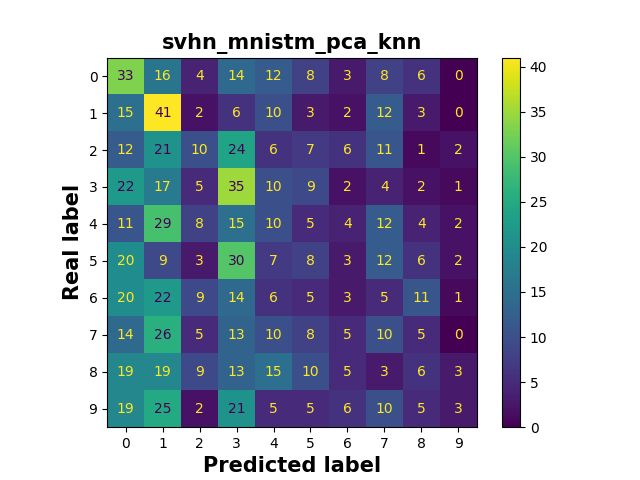 svhn_mnistm_pca_knn
Real label
0 33 16 4 14 12 8 3 8 6 0
1 15 41 2 6 10 3 2 12 3 0
2 12 21 10 24 6 7 6 11 1 2
3 22 17 5 35 10 9 2 4 2 1
4 11 29 8 15 10 5 4 12 4 2
5 20 9 3 30 7 8 3 12 6 2
6 20 22 9 14 6 5 3 5 11 1
7 14 26 5 13 10 8 5 10 5 0
8 19 19 9 13 15 10 5 3 6 3
9 19 25 2 21 5 5 6 10 5 3
0 1 2 3 4 5 6 7 8 9
Predicted label
40
35
30
25
20
15
10
5
0